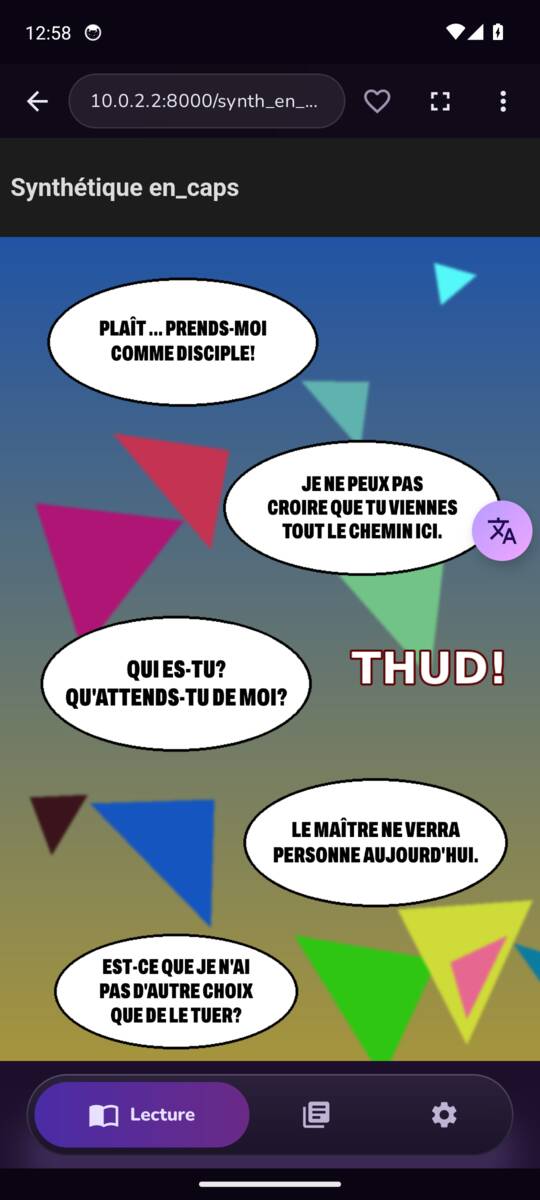 12:58
10.0.2.2:8000/synth_en_...
Synthétique en_caps
PLAÎT ... PRENDS-MOI
COMME DISCIPLE!
JE NE PEUX PAS
CROIRE QUE TU VIENNES
TOUT LE CHEMIN ICI.
QUI ES-TU?
QU'ATTENDS-TU DE MOI?
THUD!
LE MAÎTRE NE VERRA
PERSONNE AUJOURD'HUI.
EST-CE QUE JE N'AI
PAS D'AUTRE CHOIX
QUE DE LE TUER?
Lecture